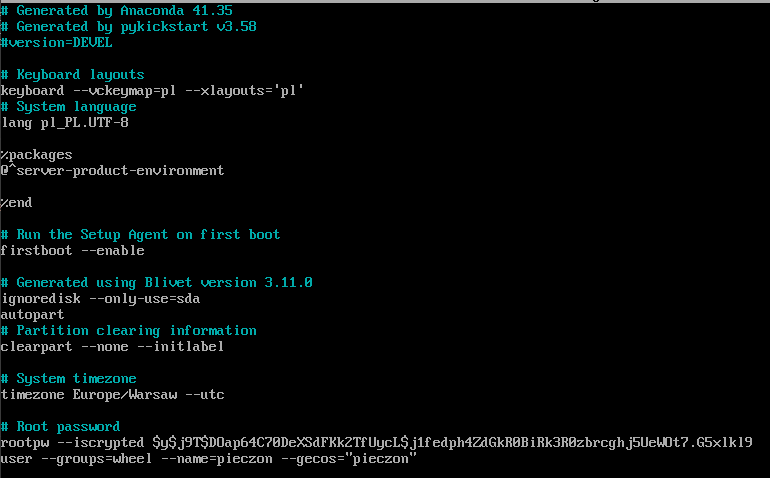 # Generated by Anaconda 41.35
# Generated by pykickstart v3.58
#version=DEVEL
# Keyboard layouts
keyboard --vckeymap=pl --xlayouts='pl'
# System language
lang pl_PL.UTF-8
%packages
@^server-product-environment
%end
# Run the Setup Agent on first boot
firstboot --enable
# Generated using Blivet version 3.11.0
ignoredisk --only-use=sda
autopart
# Partition clearing information
clearpart --none --initlabel
# System timezone
timezone Europe/Warsaw --utc
# Root password
rootpw --iscrypted $y$j9T$DOap64C70DeXSdFKk2TfUycL$j1fedph4ZdGkR0BiRk3R0zbrcghj5UeWOt7.G5xlkl9
user --groups=wheel --name=pieczon --gecos="pieczon"